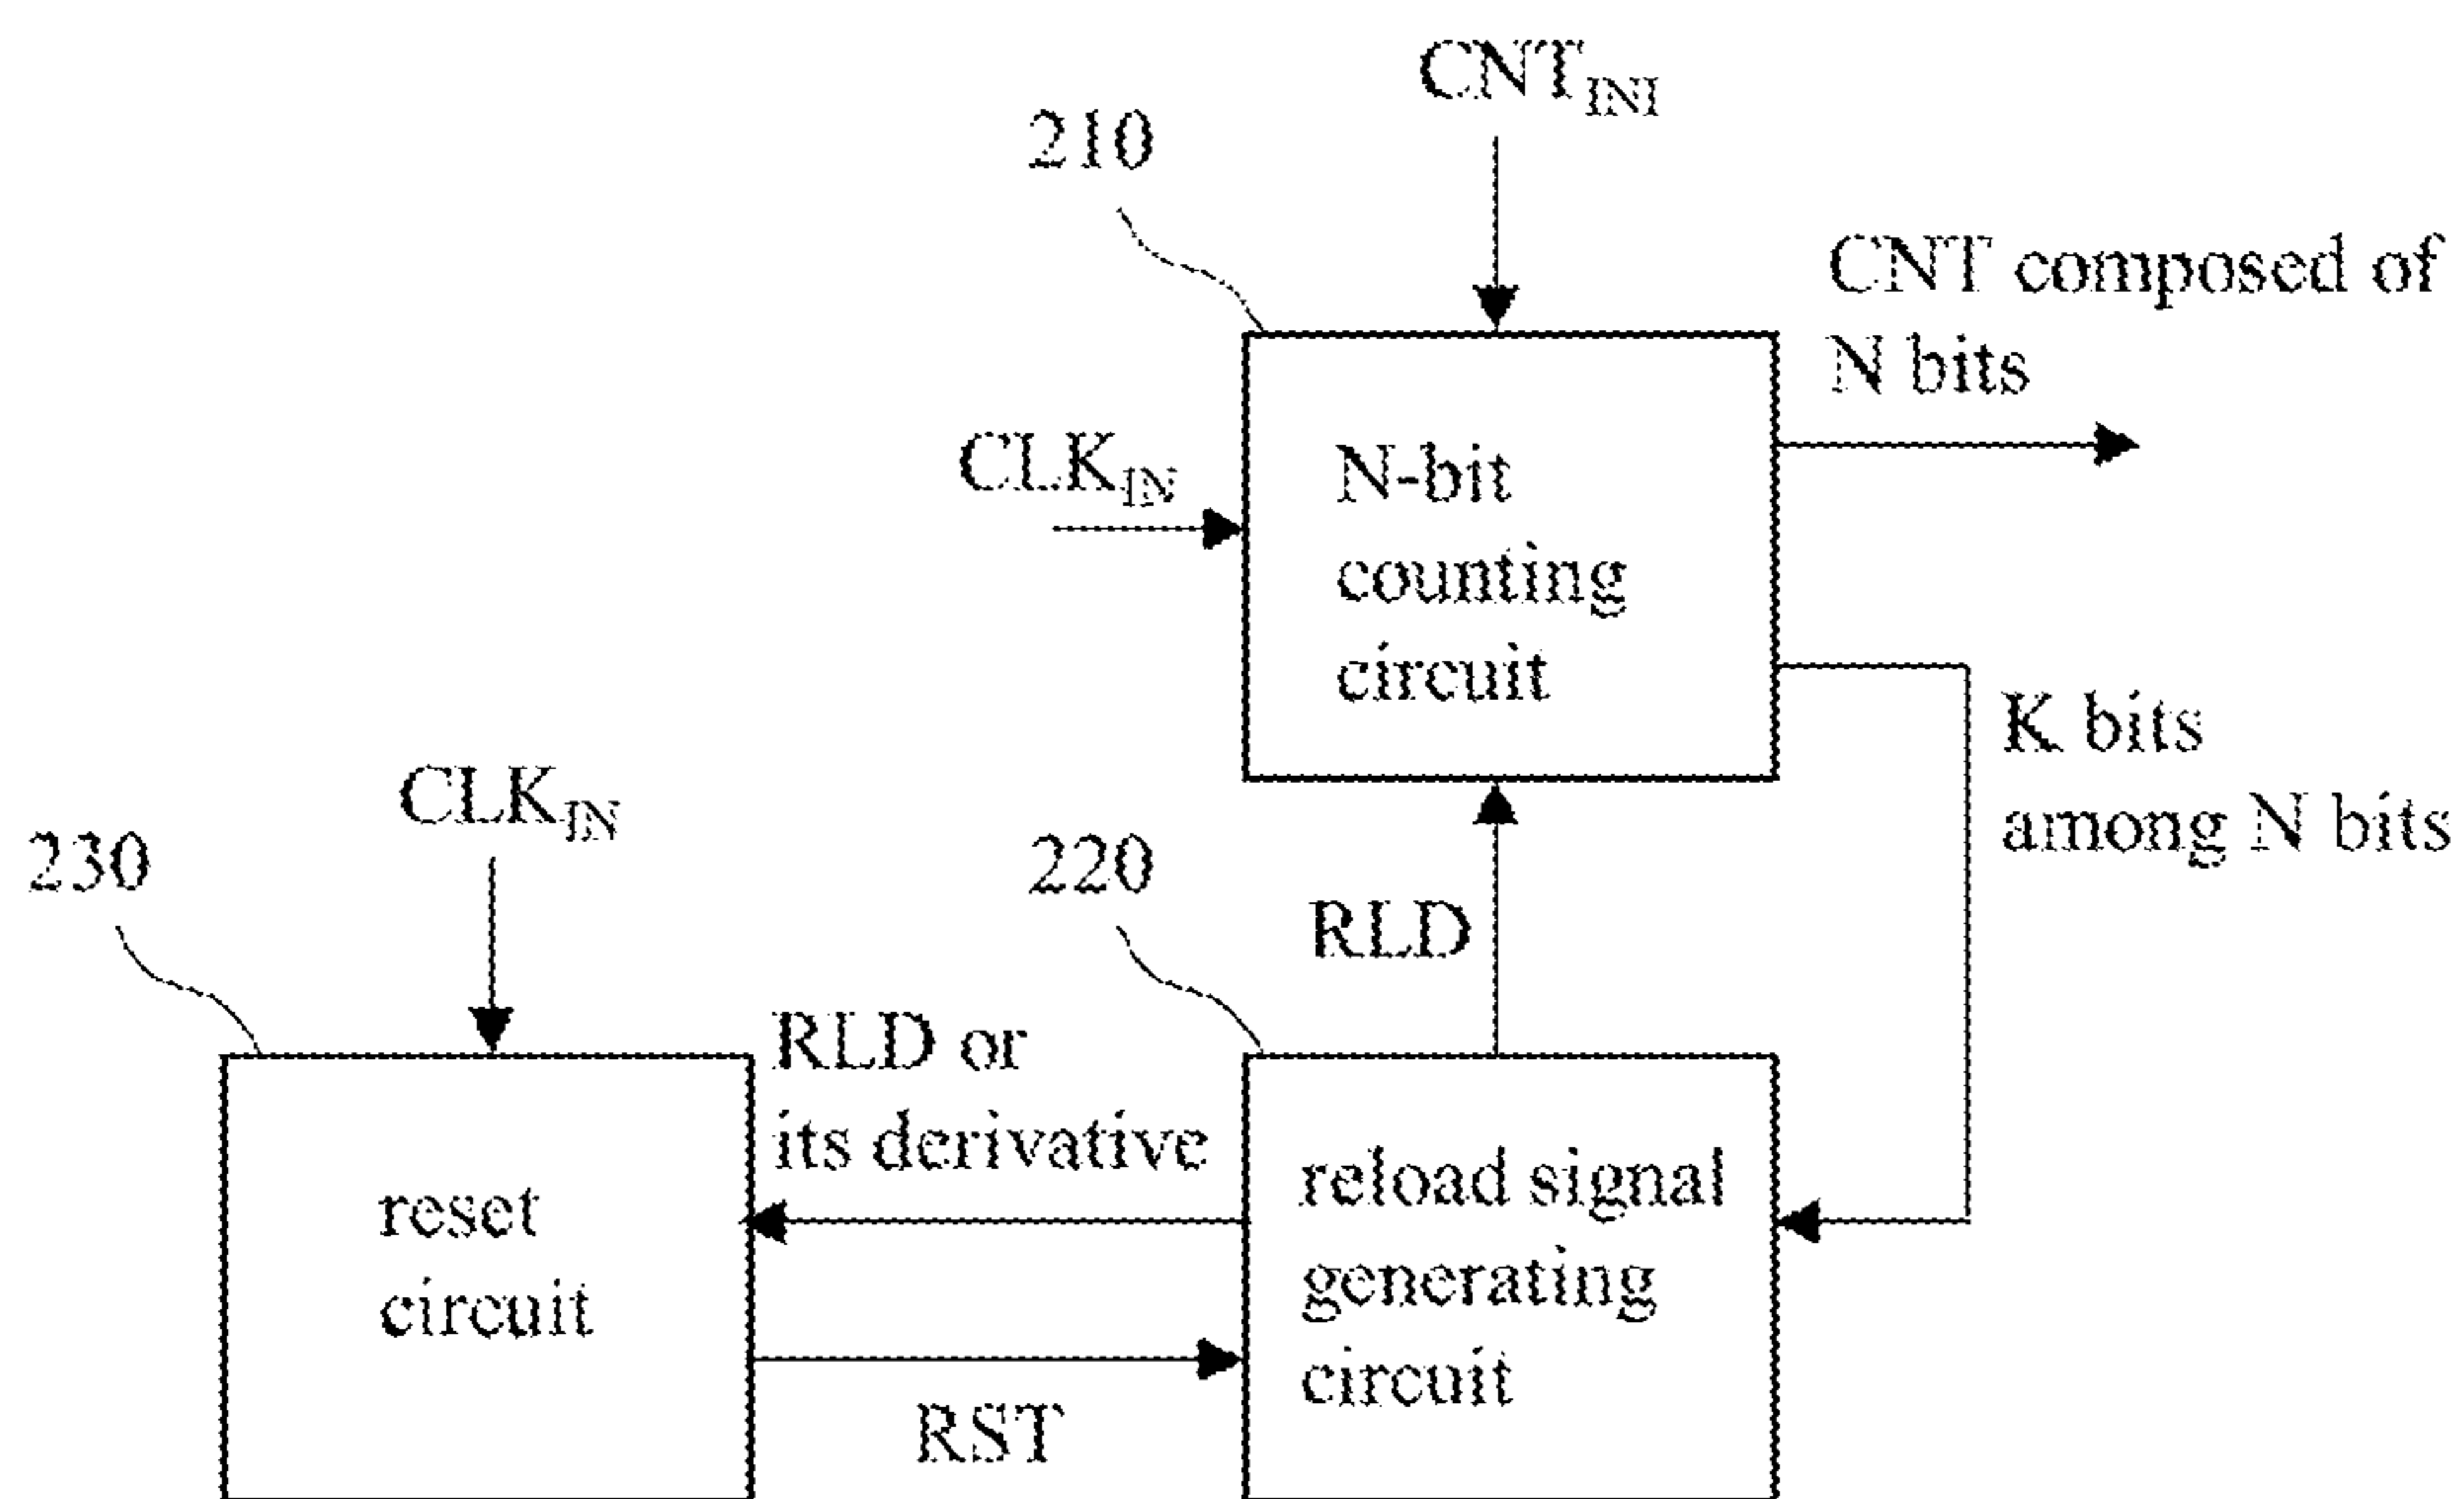 CNT_INI
210
CNT composed of
N bits
CLK_IN
N-bit
counting
circuit
K bits
among N bits
CLK_IN
230
220
RLD
RLD or
its derivative
reset
circuit
reload signal
generating
circuit
RST